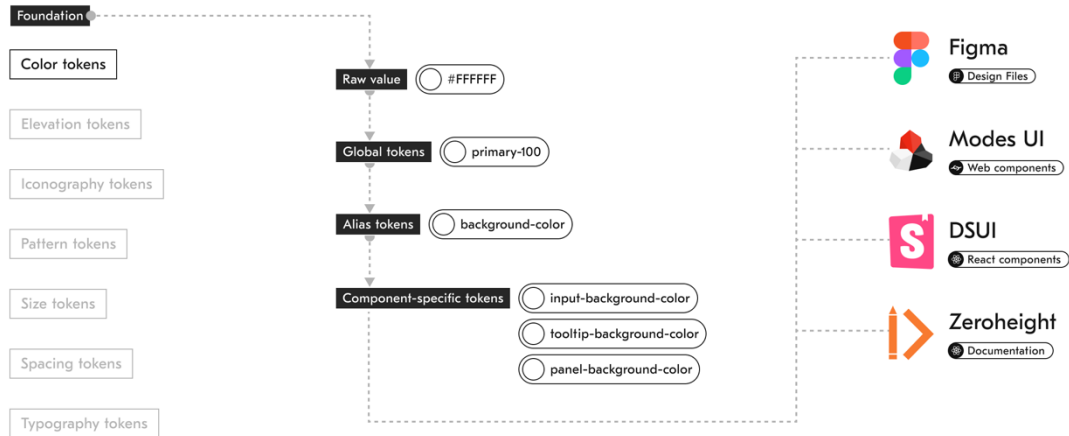 Foundation
Color tokens
Elevation tokens
Iconography tokens
Pattern tokens
Size tokens
Spacing tokens
Typography tokens
Raw value
#FFFFFF
Global tokens
primary-100
Alias tokens
background-color
Component-specific tokens
input-background-color
tooltip-background-color
panel-background-color
Figma
Design Files
Modes UI
Web components
S
DSUI
React components
Zeroheight
Documentation